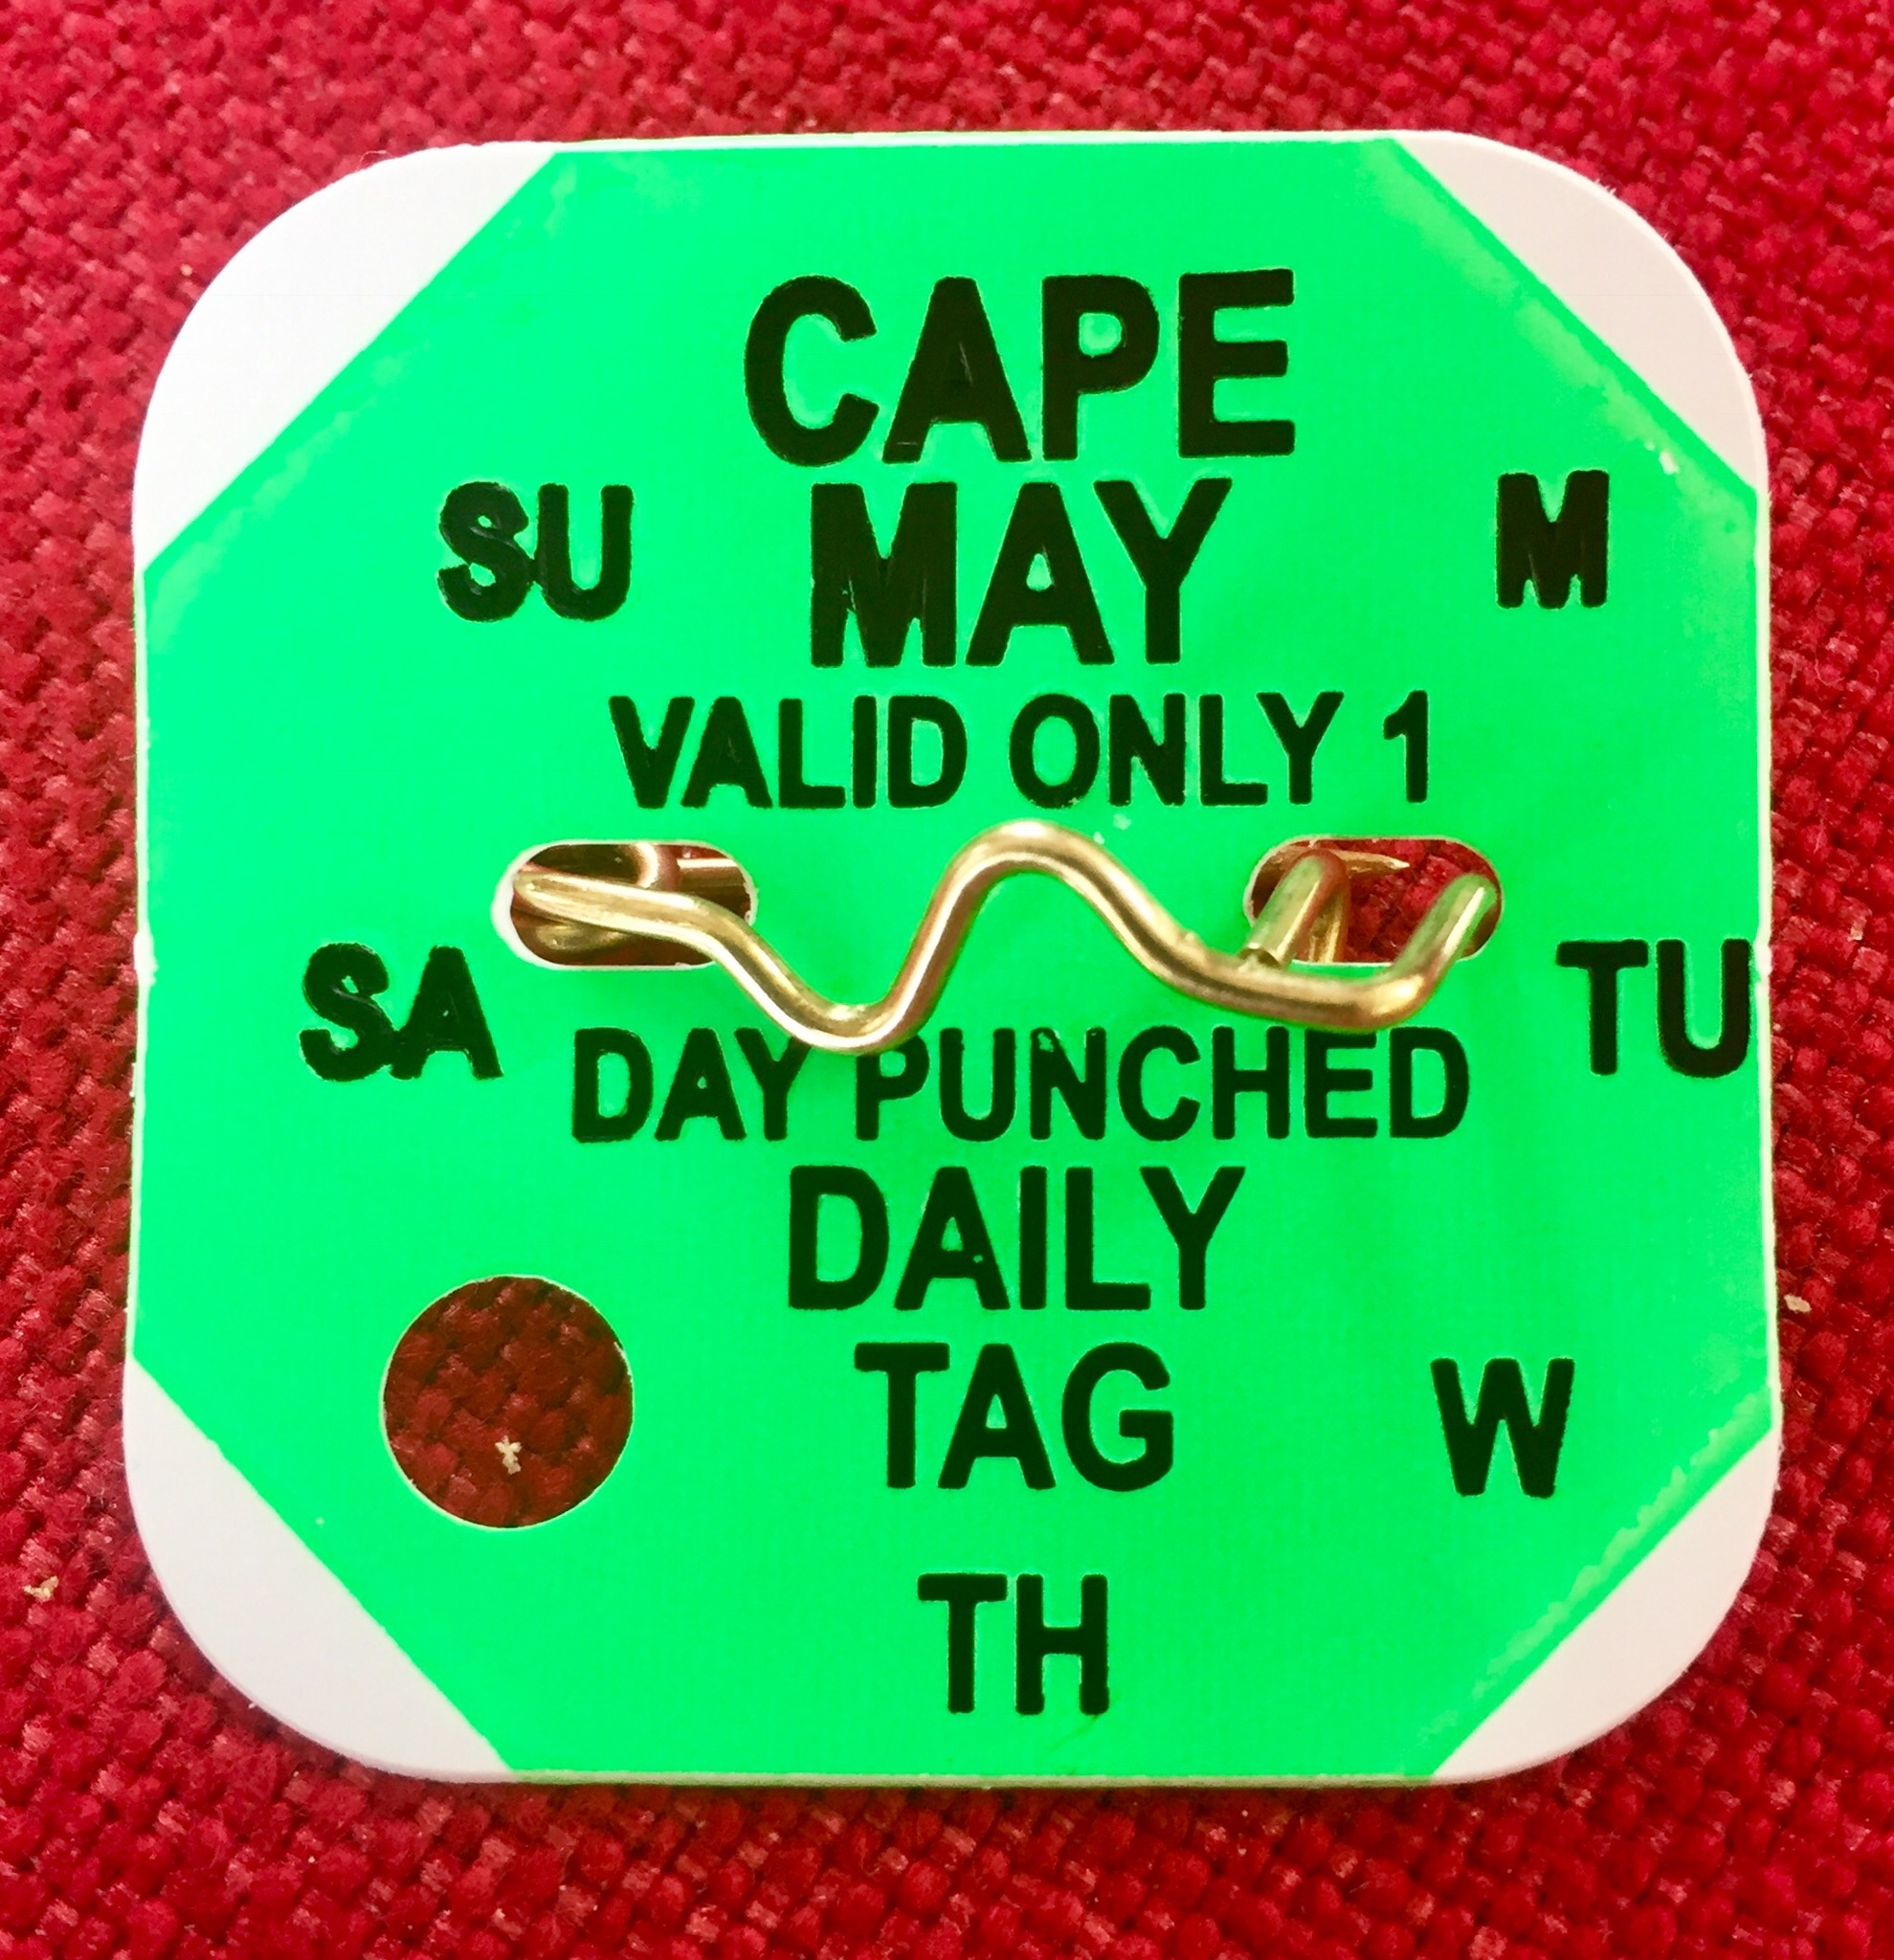 CAPE
SU MAY M
VALID ONLY 1
SA TU
DAY PUNCHED
DAILY
TAG W
TH